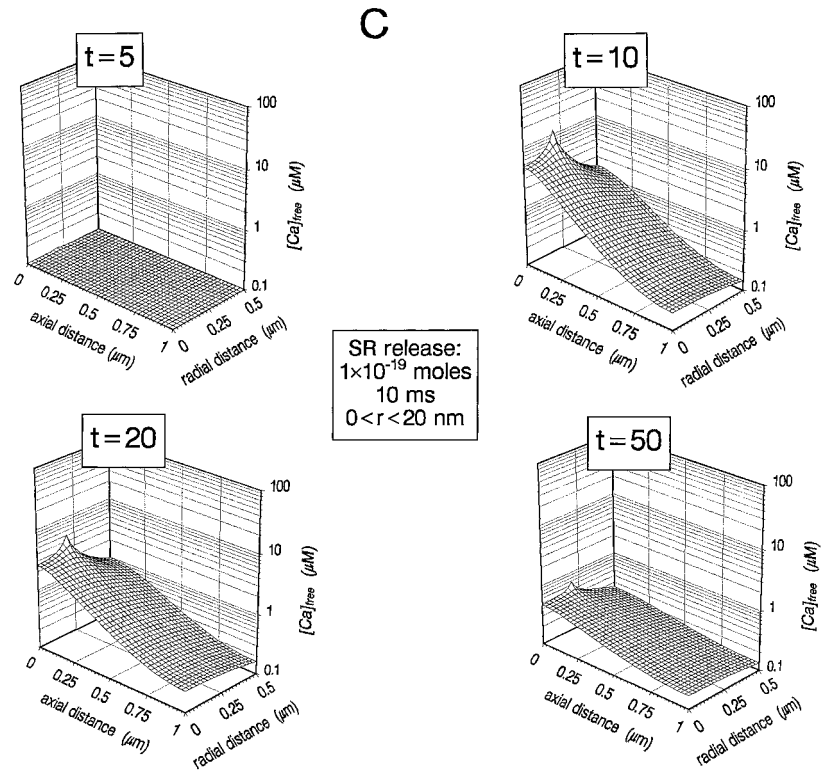 C
t=5
100
10
1
0.1
[Ca]free (μM)
0
0.25
0.5
0.75
1
axial distance (μm)
0
0.25
0.5
radial distance (μm)
t=10
100
10
1
0.1
[Ca]free (μM)
0
0.25
0.5
0.75
1
axial distance (μm)
0
0.25
0.5
radial distance (μm)
SR release:
1×10-19 moles
10 ms
0<r<20 nm
t=20
100
10
1
0.1
[Ca]free (μM)
0
0.25
0.5
0.75
1
axial distance (μm)
0
0.25
0.5
radial distance (μm)
t=50
100
10
1
0.1
[Ca]free (μM)
0
0.25
0.5
0.75
1
axial distance (μm)
0
0.25
0.5
radial distance (μm)